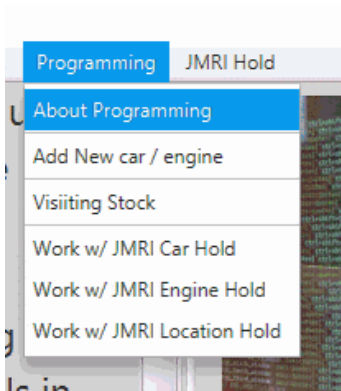 Programming JMRI Hold
About Programming
Add New car / engine
Visiiting Stock
Work w/ JMRI Car Hold
Work w/ JMRI Engine Hold
Work w/ JMRI Location Hold